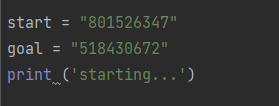 start = "801526347"
goal = "518430672"
print ('starting...')